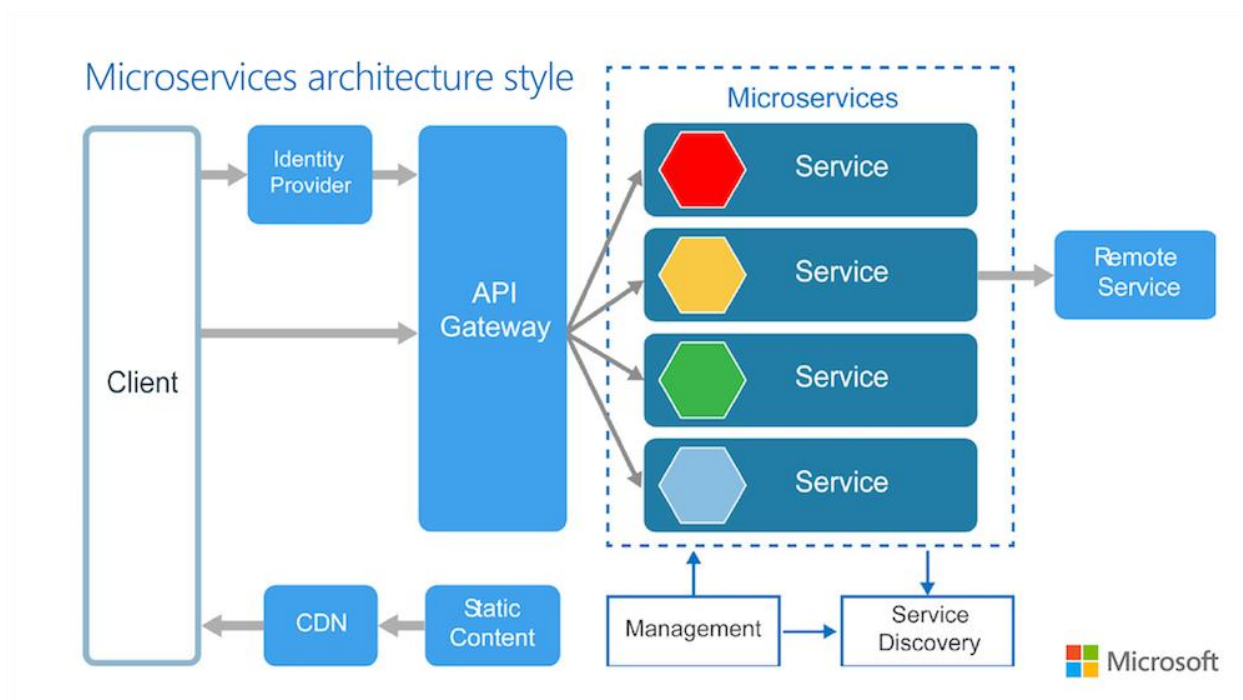 Microservices architecture style
Microservices
Identity
Provider
Service
Service
Remote
Service
API
Gateway
Client
Service
Service
CDN
Static
Content
Management
Service
Discovery
Microsoft